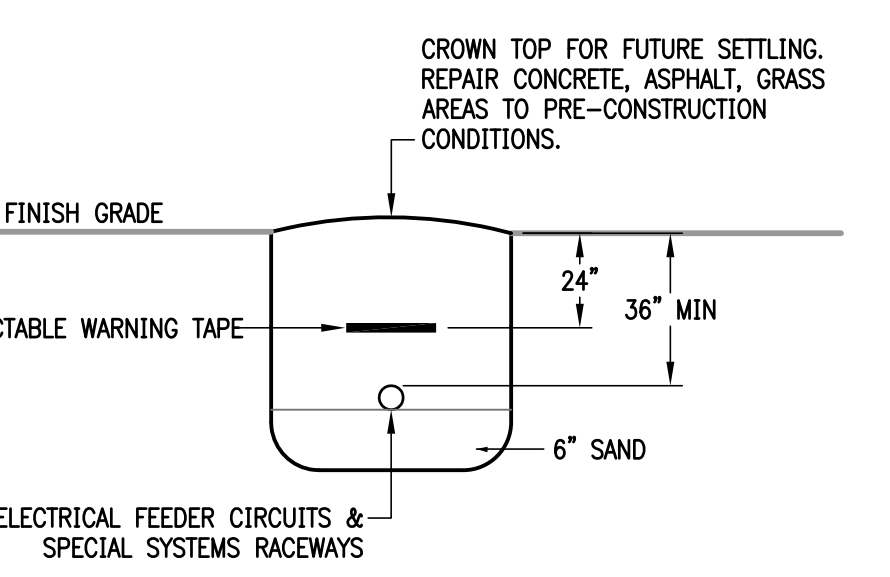 CROWN TOP FOR FUTURE SETTLING.
REPAIR CONCRETE, ASPHALT, GRASS
AREAS TO PRE-CONSTRUCTION
CONDITIONS.
FINISH GRADE
24"
36" MIN
CTABLE WARNING TAPE
6" SAND
ELECTRICAL FEEDER CIRCUITS &
SPECIAL SYSTEMS RACEWAYS